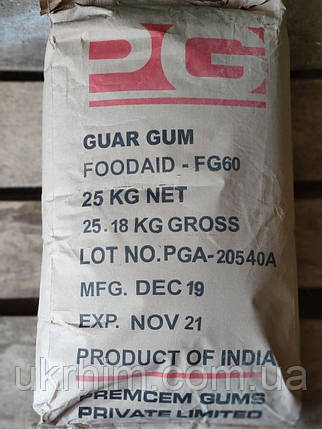 PG
GUAR GUM
FOODAID - FG60
25 KG NET
25.18 KG GROSS
LOT NO.PGA-20540A
MFG. DEC 19
EXP. NOV 21
PRODUCT OF INDIA
ukrhim.com.ua
PREMCEM GUMS
PRIVATE LIMITED